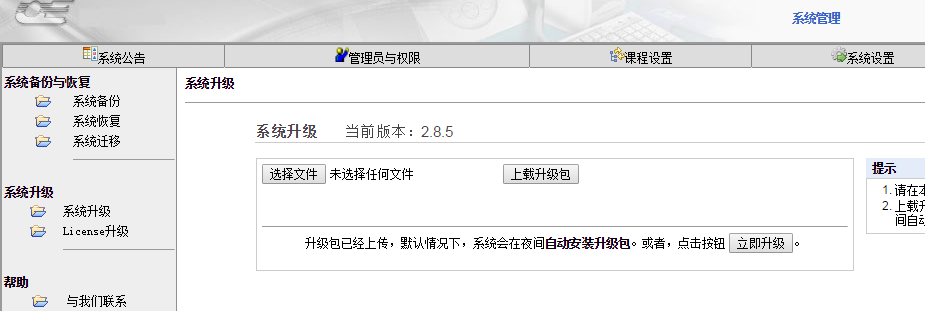 系统管理
系统公告 管理员与权限 课程设置 系统设置
系统备份与恢复
系统备份
系统恢复
系统迁移
系统升级
系统升级
License升级
帮助
与我们联系
系统升级
系统升级 当前版本：2.8.5
选择文件 未选择任何文件 上载升级包
升级包已经上传，默认情况下，系统会在夜间自动安装升级包。或者，点击按钮 立即升级 。
提示
1. 请在本
2. 上载升
间自动